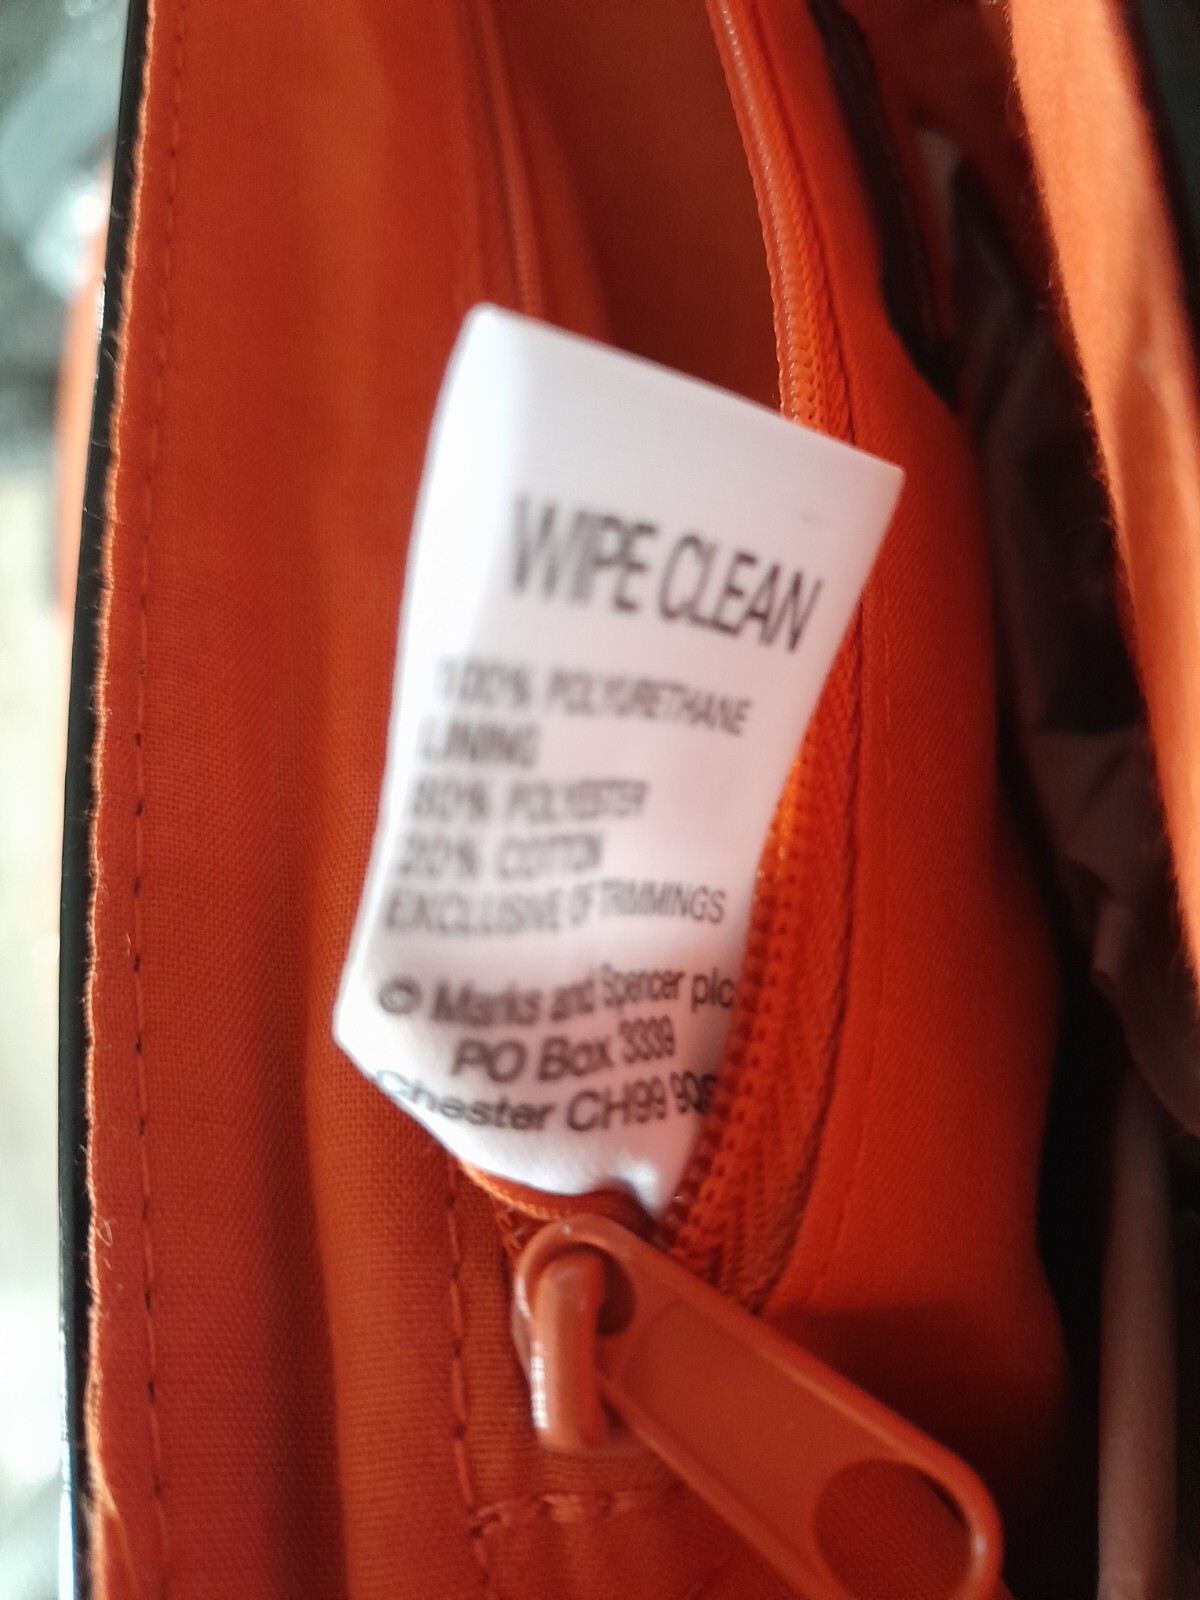 WIPE CLEAN
100% POLYURETHANE
LINING
80% POLYESTER
20% COTTON
EXCLUSIVE OF TRIMMINGS
© Marks and Spencer plc
PO Box 3339
Chester CH99 9QS